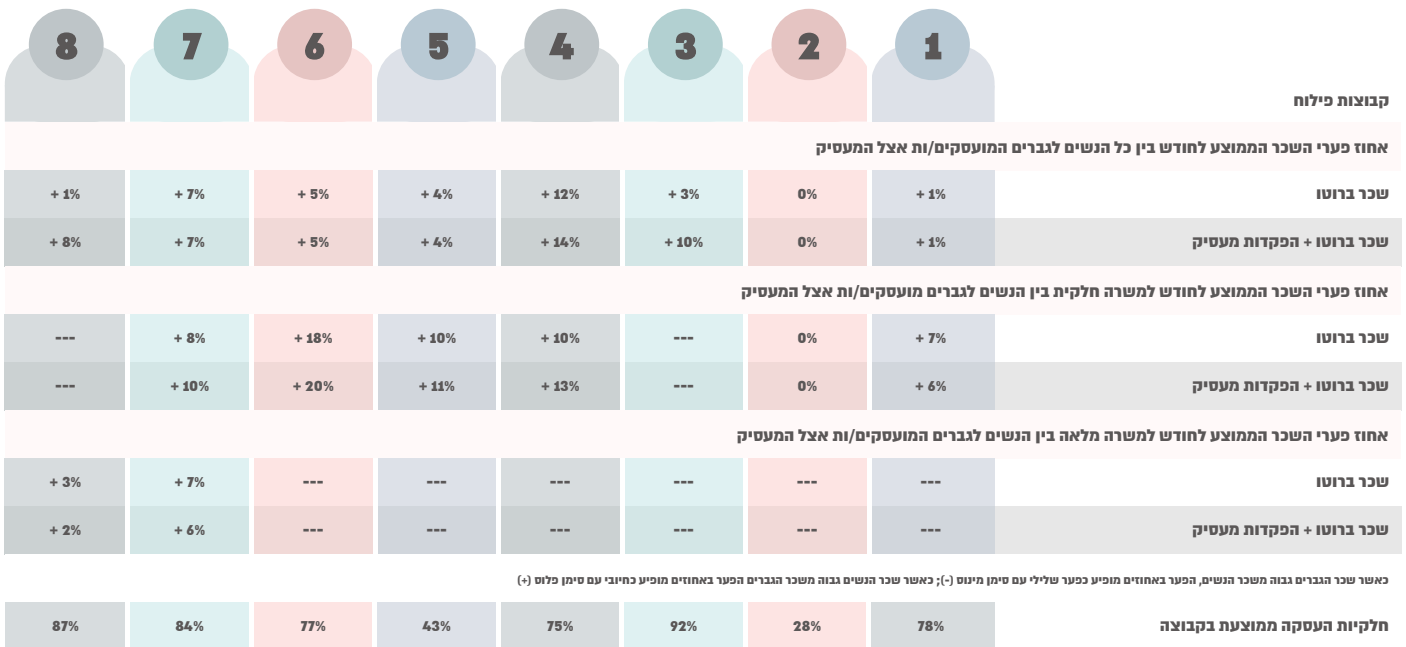 1 2 3 4 5 6 7 8
קבוצות פילוח
אחוז פערי השכר הממוצע לחודש בין כל הנשים לגברים המועסקים/ות אצל המעסיק
שכר ברוטו + 1% 0% + 3% + 12% + 4% + 5% + 7% + 1%
שכר ברוטו + הפקדות מעסיק + 1% 0% + 10% + 14% + 4% + 5% + 7% + 8%
אחוז פערי השכר הממוצע לחודש למשרה חלקית בין הנשים לגברים מועסקים/ות אצל המעסיק
שכר ברוטו + 7% 0% --- + 10% + 10% + 18% + 8% ---
שכר ברוטו + הפקדות מעסיק + 6% 0% --- + 13% + 11% + 20% + 10% ---
אחוז פערי השכר הממוצע לחודש למשרה מלאה בין הנשים לגברים המועסקים/ות אצל המעסיק
שכר ברוטו --- --- --- --- --- --- + 7% + 3%
שכר ברוטו + הפקדות מעסיק --- --- --- --- --- --- + 6% + 2%
כאשר שכר הגברים גבוה משכר הנשים, הפער באחוזים מופיע כפער שלילי עם סימן מינוס (-); כאשר שכר הנשים גבוה משכר הגברים הפער באחוזים מופיע כחיובי עם סימן פלוס (+)
חלקיות העסקה ממוצעת בקבוצה 78% 28% 92% 75% 43% 77% 84% 87%